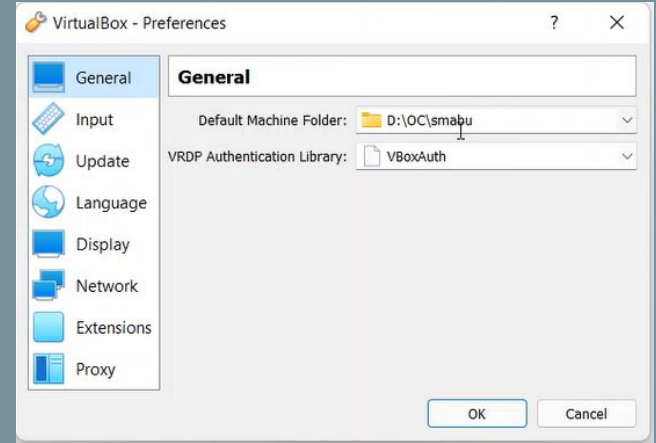 VirtualBox - Preferences ?
General
Input
Update
Language
Display
Network
Extensions
Proxy
General
Default Machine Folder: D:\OC\smabu
VRDP Authentication Library: VBoxAuth
OK Cancel